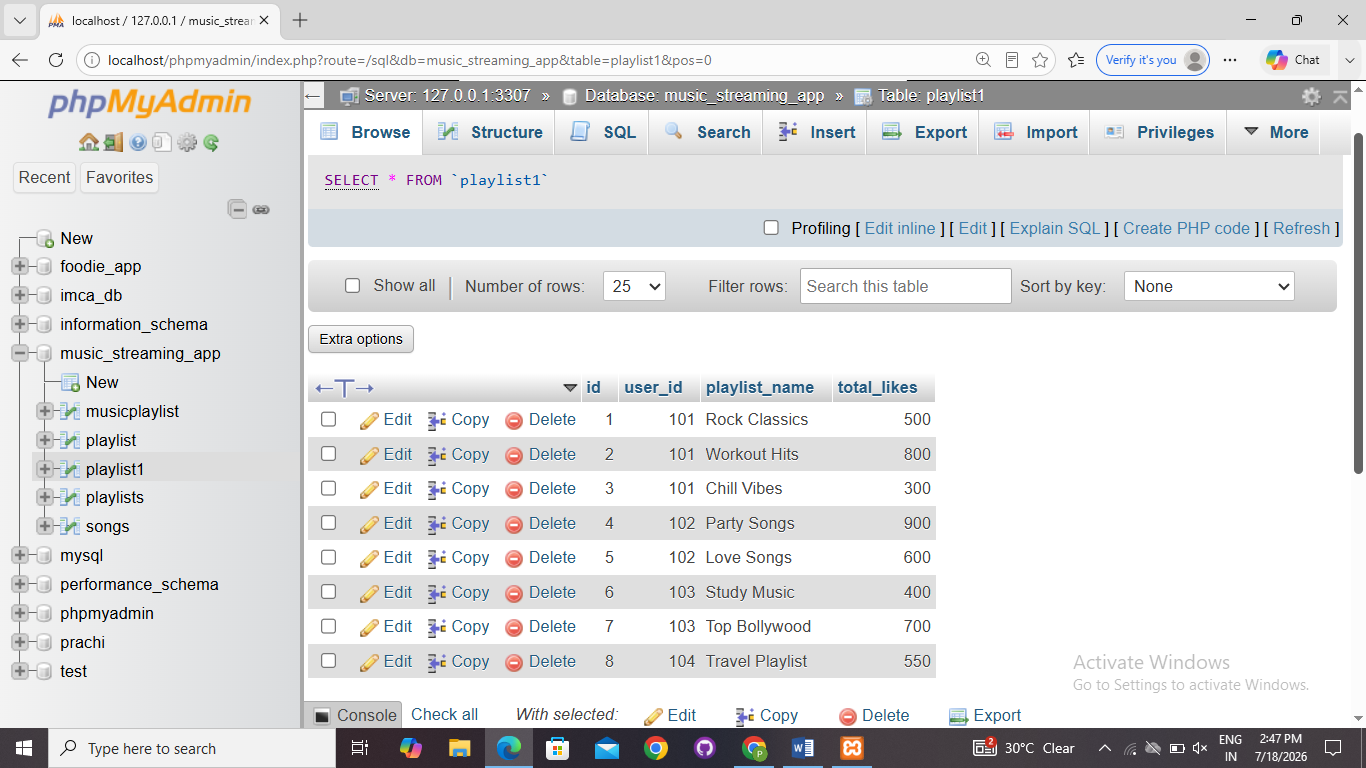 localhost / 127.0.0.1 / music_strear
localhost/phpmyadmin/index.php?route=/sql&db=music_streaming_app&table=playlist1&pos=0
Verify it's you
Chat
phpMyAdmin
Recent Favorites
New
foodie_app
imca_db
information_schema
music_streaming_app
New
musicplaylist
playlist
playlist1
playlists
songs
mysql
performance_schema
phpmyadmin
prachi
test
Server: 127.0.0.1:3307 » Database: music_streaming_app » Table: playlist1
Browse Structure SQL Search Insert Export Import Privileges More
SELECT * FROM `playlist1`
Profiling [ Edit inline ] [ Edit ] [ Explain SQL ] [ Create PHP code ] [ Refresh ]
Show all Number of rows: 25 Filter rows: Search this table Sort by key: None
Extra options
id user_id playlist_name total_likes
Edit Copy Delete 1 101 Rock Classics 500
Edit Copy Delete 2 101 Workout Hits 800
Edit Copy Delete 3 101 Chill Vibes 300
Edit Copy Delete 4 102 Party Songs 900
Edit Copy Delete 5 102 Love Songs 600
Edit Copy Delete 6 103 Study Music 400
Edit Copy Delete 7 103 Top Bollywood 700
Edit Copy Delete 8 104 Travel Playlist 550
Activate Windows
Go to Settings to activate Windows.
Console Check all With selected: Edit Copy Delete Export
Type here to search
2
30°C Clear
ENG
IN
2:47 PM
7/18/2026